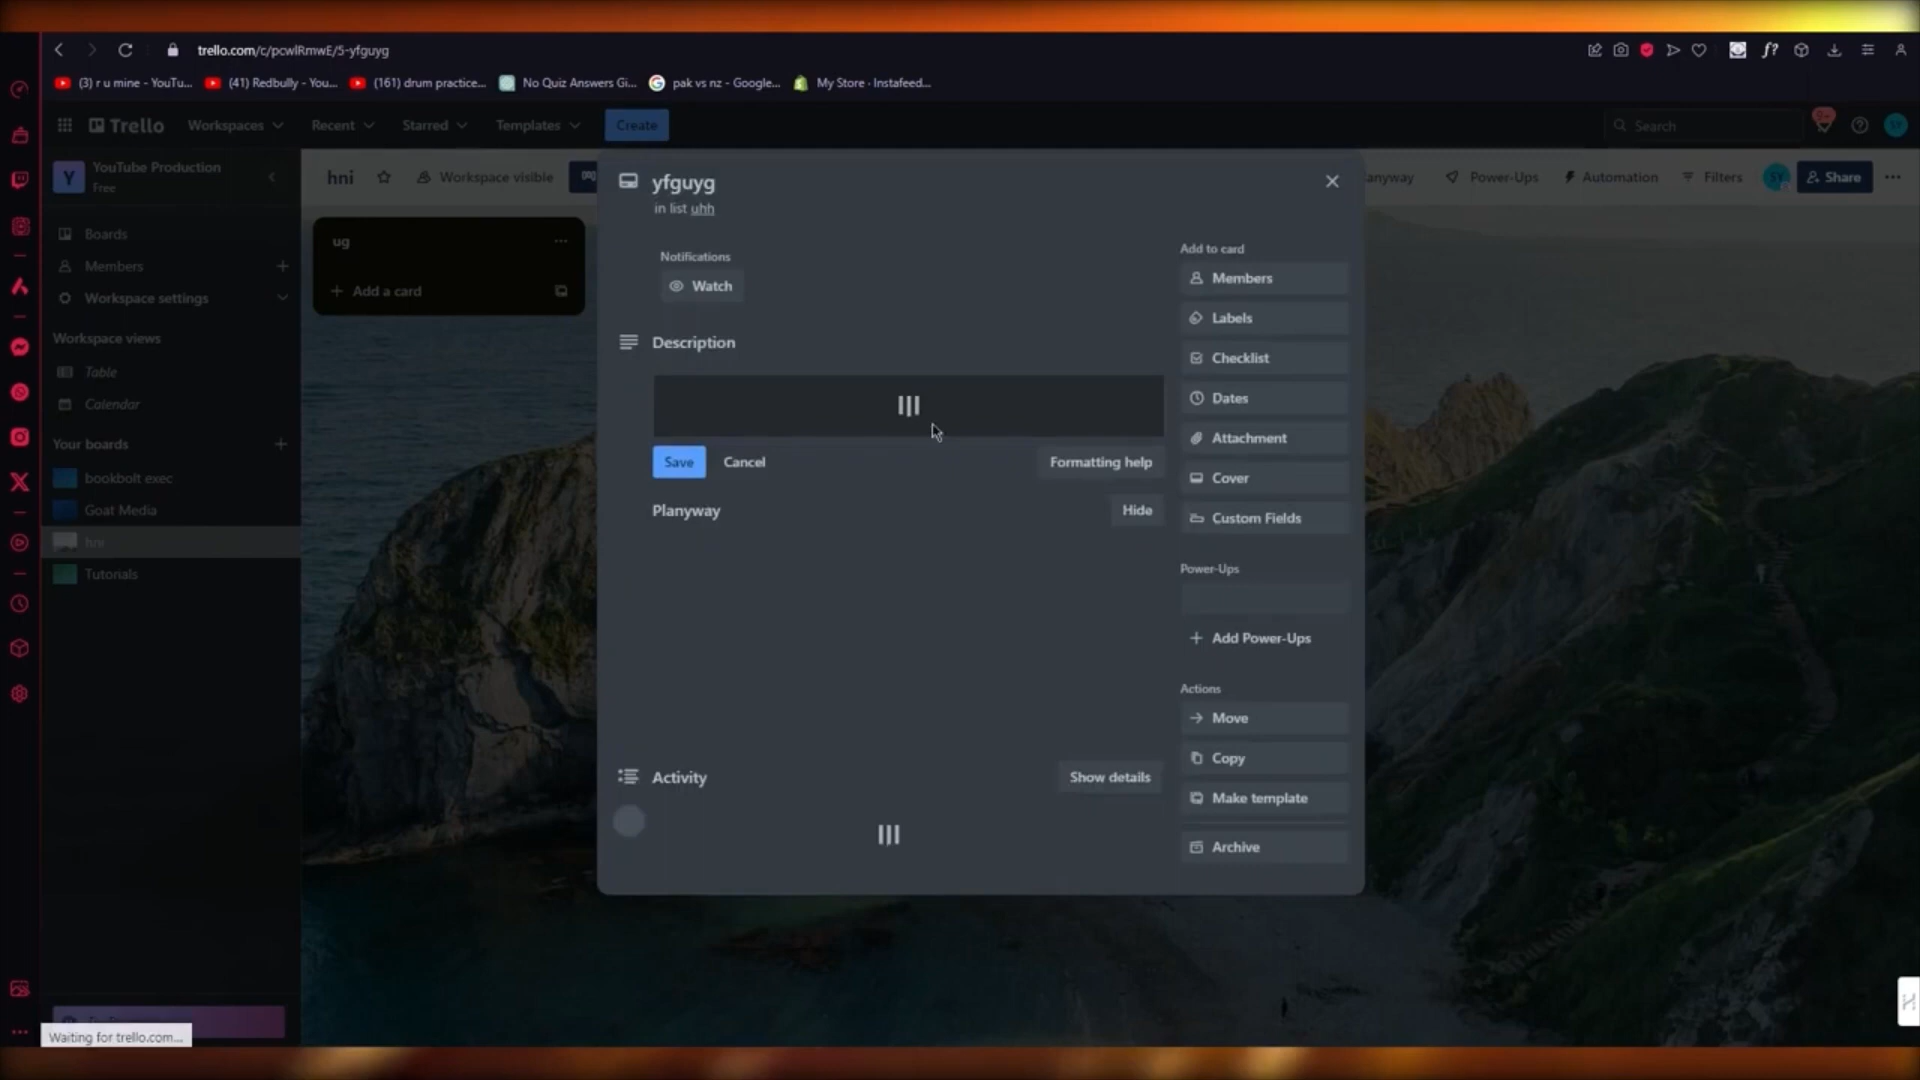 trello.com/c/pcwlRmwE/5-yfguyg
(3) r u mine - YouTu... (41) Redbully - You... (161) drum practice... No Quiz Answers Gi... pak vs nz - Google... My Store · Instafeed...
Trello Workspaces Recent Starred Templates Create Search 9+ SY
Y YouTube Production
Free
hni Workspace visible anyway Power-Ups Automation Filters Share
yfguyg
in list uhh
Boards
Members
Workspace settings
Workspace views
Table
Calendar
Your boards
bookbolt exec
Goat Media
hni
Tutorials
ug
Add a card
Notifications
Watch
Description
Save Cancel Formatting help
Planyway Hide
Activity Show details
Add to card
Members
Labels
Checklist
Dates
Attachment
Cover
Custom Fields
Power-Ups
Add Power-Ups
Actions
Move
Copy
Make template
Archive
Waiting for trello.com...